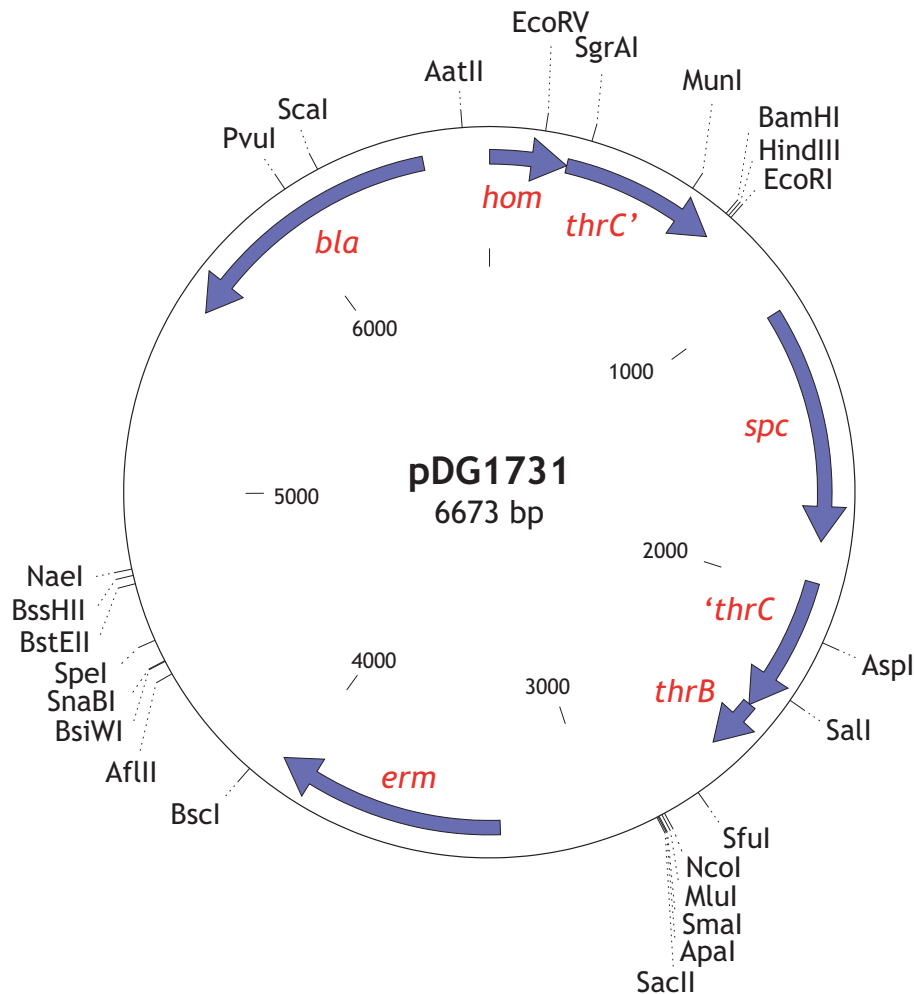 EcoRV
SgrAI
AatII
MunI
ScaI
PvuI
BamHI
HindIII
EcoRI
hom
thrC’
bla
6000
1000
spc
pDG1731
6673 bp
5000
2000
NaeI
BssHII
BstEII
‘thrC
SpeI
SnaBI
BsiWI
AflII
4000
3000
thrB
AspI
SalI
BscI
erm
SfuI
NcoI
MluI
SmaI
ApaI
SacII